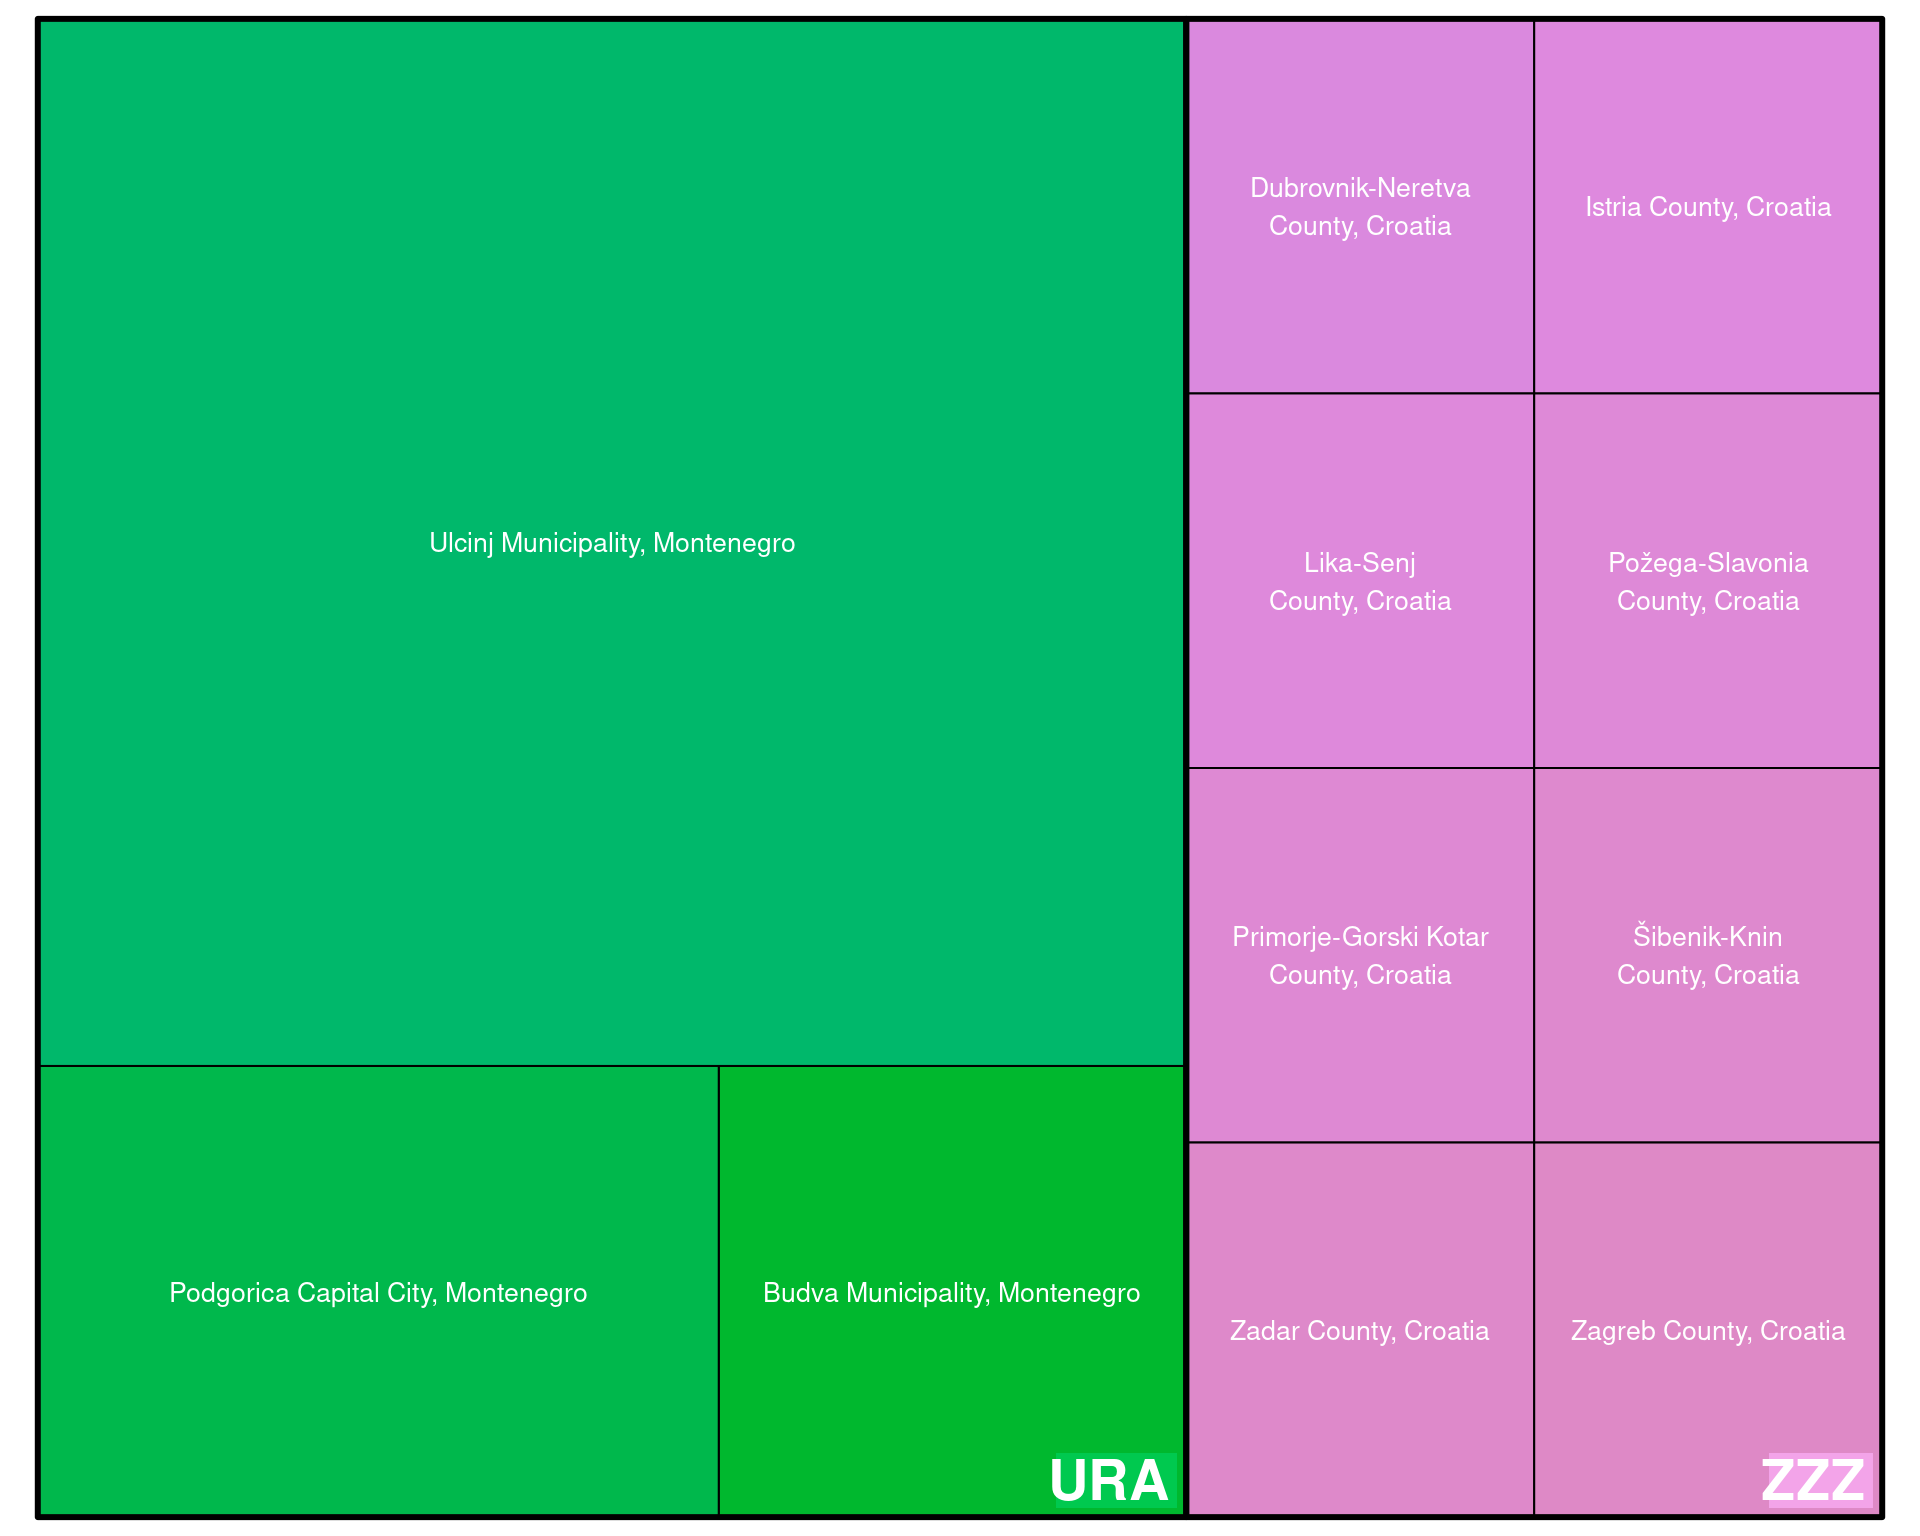 Ulcinj Municipality, Montenegro
Podgorica Capital City, Montenegro
Budva Municipality, Montenegro
URA
Dubrovnik-Neretva
County, Croatia
Istria County, Croatia
Lika-Senj
County, Croatia
Požega-Slavonia
County, Croatia
Primorje-Gorski Kotar
County, Croatia
Šibenik-Knin
County, Croatia
Zadar County, Croatia
Zagreb County, Croatia
ZZZ